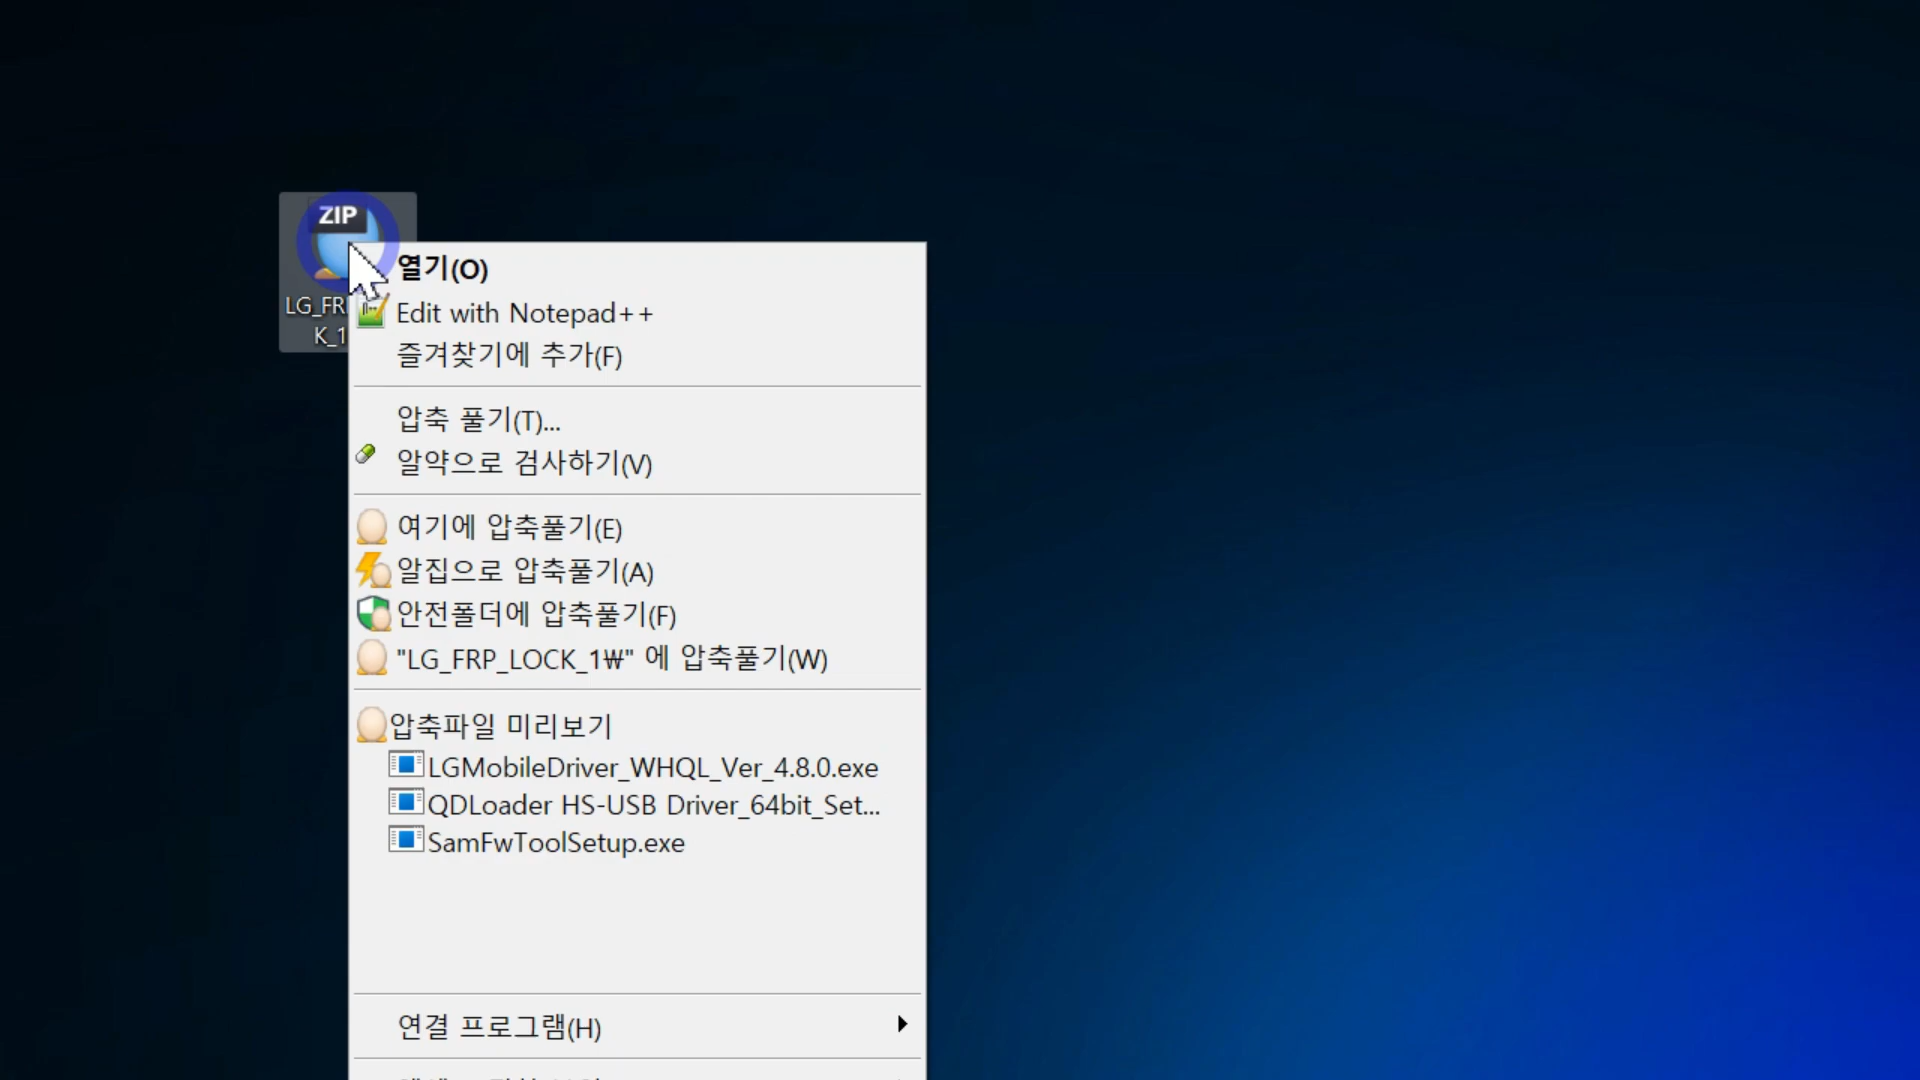 ZIP
LG_FR
K_1
열기(O)
Edit with Notepad++
즐겨찾기에 추가(F)
압축 풀기(T)...
알약으로 검사하기(V)
여기에 압축풀기(E)
알집으로 압축풀기(A)
안전폴더에 압축풀기(F)
"LG_FRP_LOCK_1₩" 에 압축풀기(W)
압축파일 미리보기
LGMobileDriver_WHQL_Ver_4.8.0.exe
QDLoader HS-USB Driver_64bit_Set...
SamFwToolSetup.exe
연결 프로그램(H)